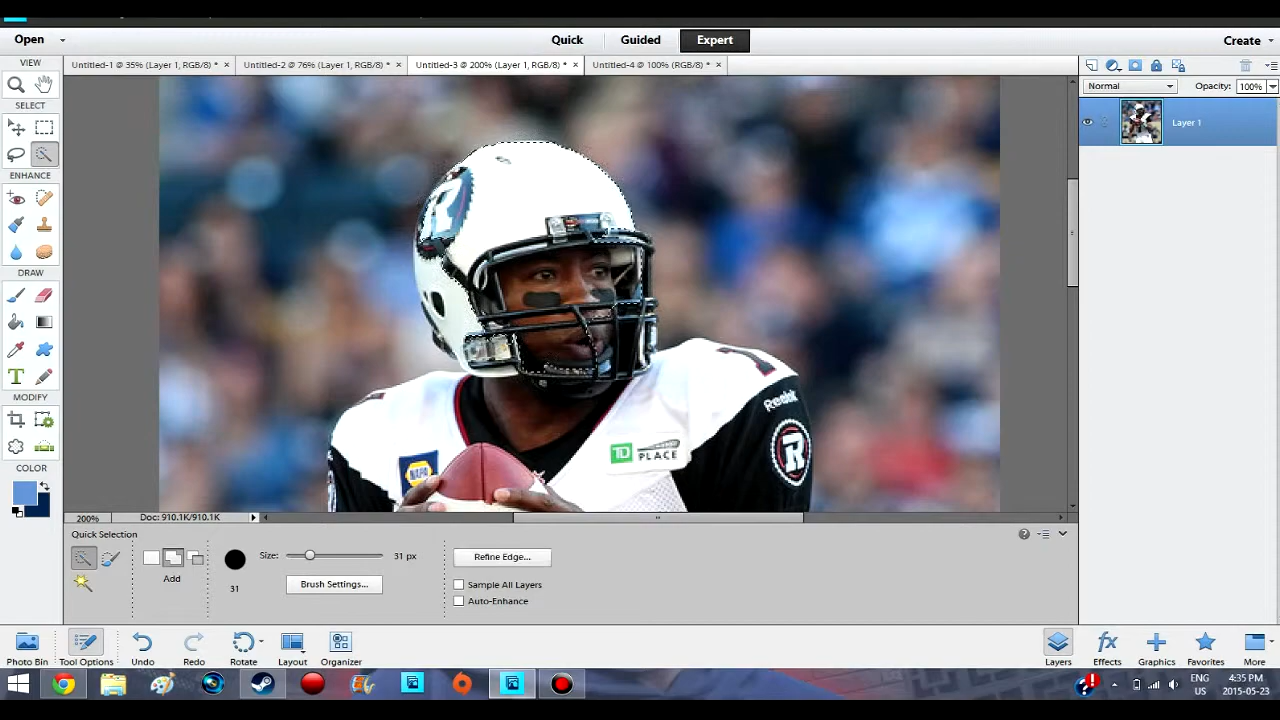 Open
Quick
Guided
Expert
Create
VIEW
Untitled-1 @ 35% (Layer 1, RGB/8) *
Untitled-2 @ 76% (Layer 1, RGB/8) *
Untitled-3 @ 200% (Layer 1, RGB/8) *
Untitled-4 @ 100% (RGB/8) *
Normal
Opacity: 100%
SELECT
Layer 1
ENHANCE
R
DRAW
Reebok
R
TD PLACE
NAPA
T
MODIFY
COLOR
200%
Doc: 910.1K/910.1K
Quick Selection
Size:
31 px
Refine Edge...
Add
31
Brush Settings...
Sample All Layers
Auto-Enhance
Photo Bin
Tool Options
Undo
Redo
Rotate
Layout
Organizer
fx
Layers
Effects
Graphics
Favorites
More
ENG
US
4:35 PM
2015-05-23